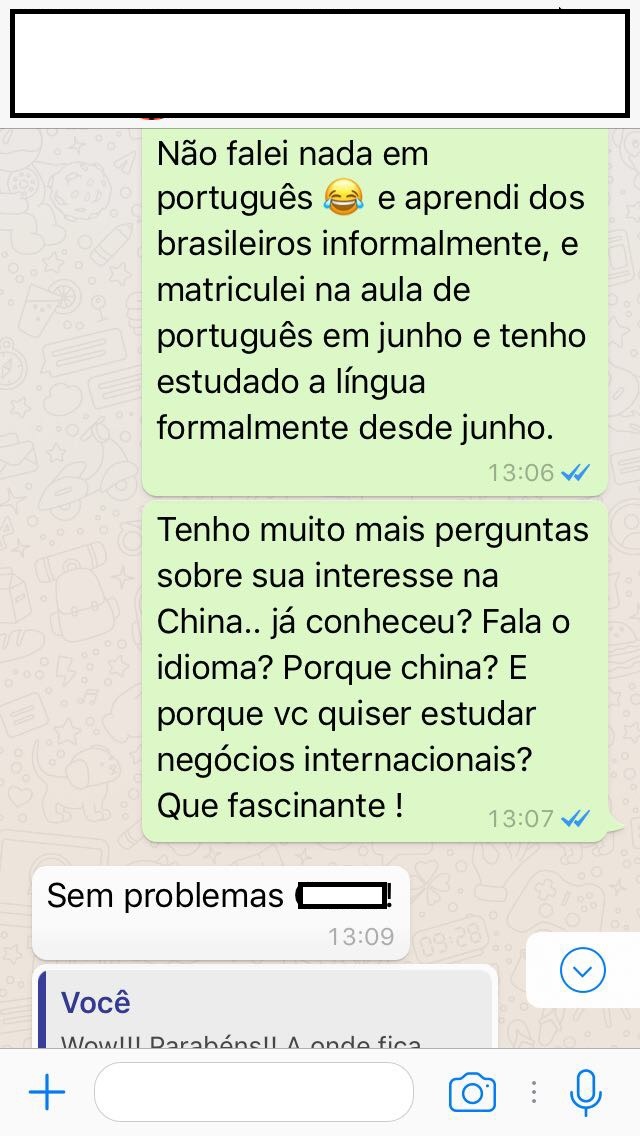 Não falei nada em
português 😂 e aprendi dos
brasileiros informalmente, e
matriculei na aula de
português em junho e tenho
estudado a língua
formalmente desde junho.
13:06
Tenho muito mais perguntas
sobre sua interesse na
China.. já conheceu? Fala o
idioma? Porque china? E
porque vc quiser estudar
negócios internacionais?
Que fascinante !
13:07
Sem problemas !
13:09
Você
Wow!!! Parabéns!! A onde fica